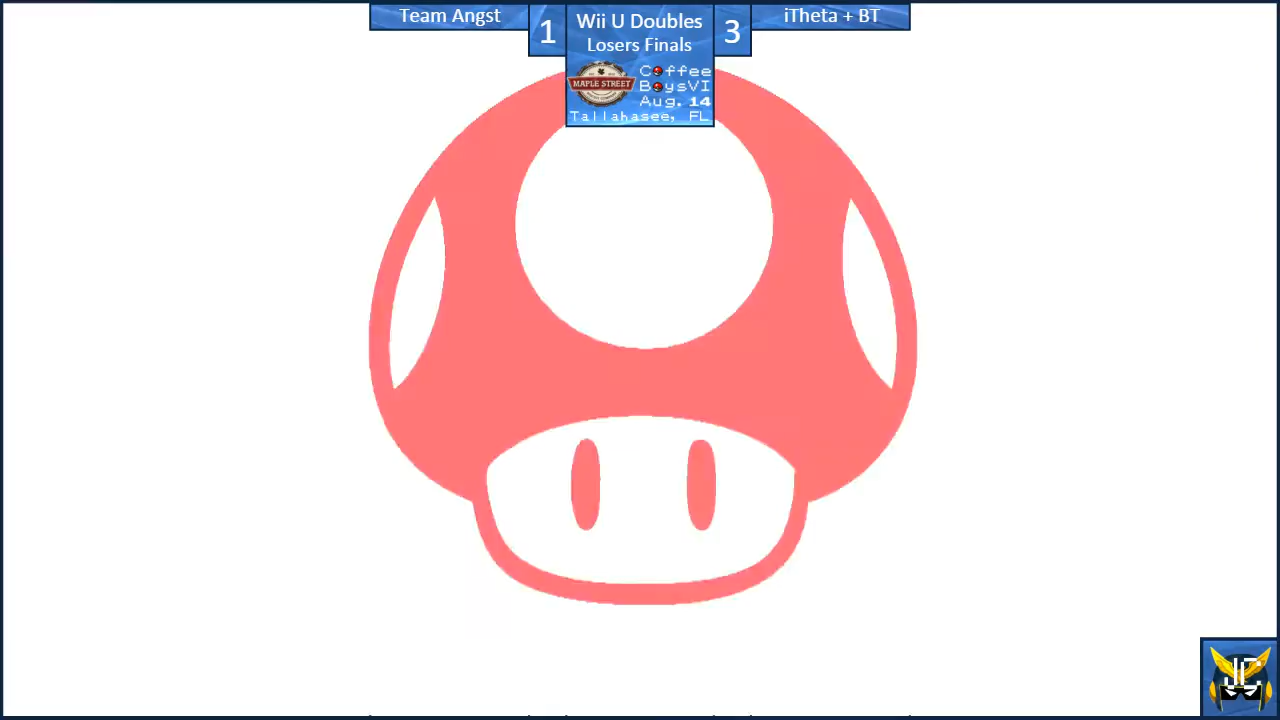 Team Angst
1
Wii U Doubles
Losers Finals
3
iTheta + BT
MAPLE STREET
Coffee
BoysVI
Aug. 14
Tallahasee, FL